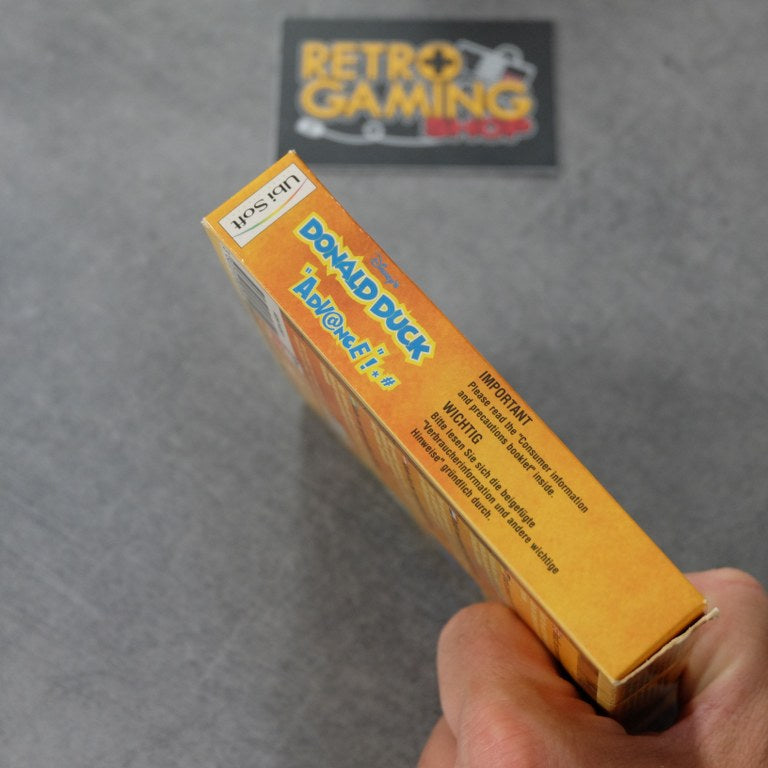 RETRO
GAMING
SHOP
Ubi Soft
Disney's
DONALD DUCK
"ADV@NCE!"*#
IMPORTANT
Please read the "Consumer information
and precautions booklet" inside.
WICHTIG
Bitte lesen Sie sich die beigefügte
"Verbraucherinformation und andere wichtige
Hinweise" gründlich durch.